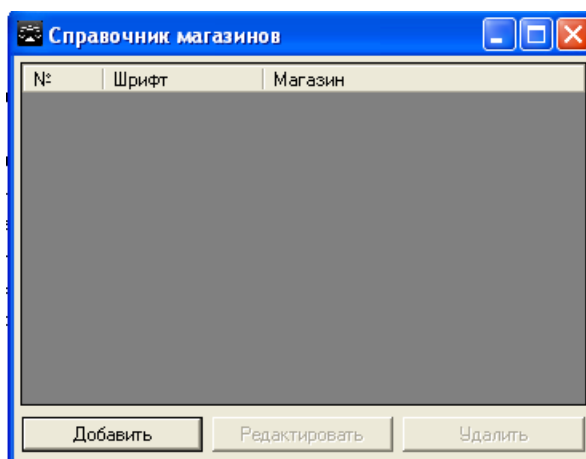 Справочник магазинов
№ Шрифт Магазин
Добавить Редактировать Удалить